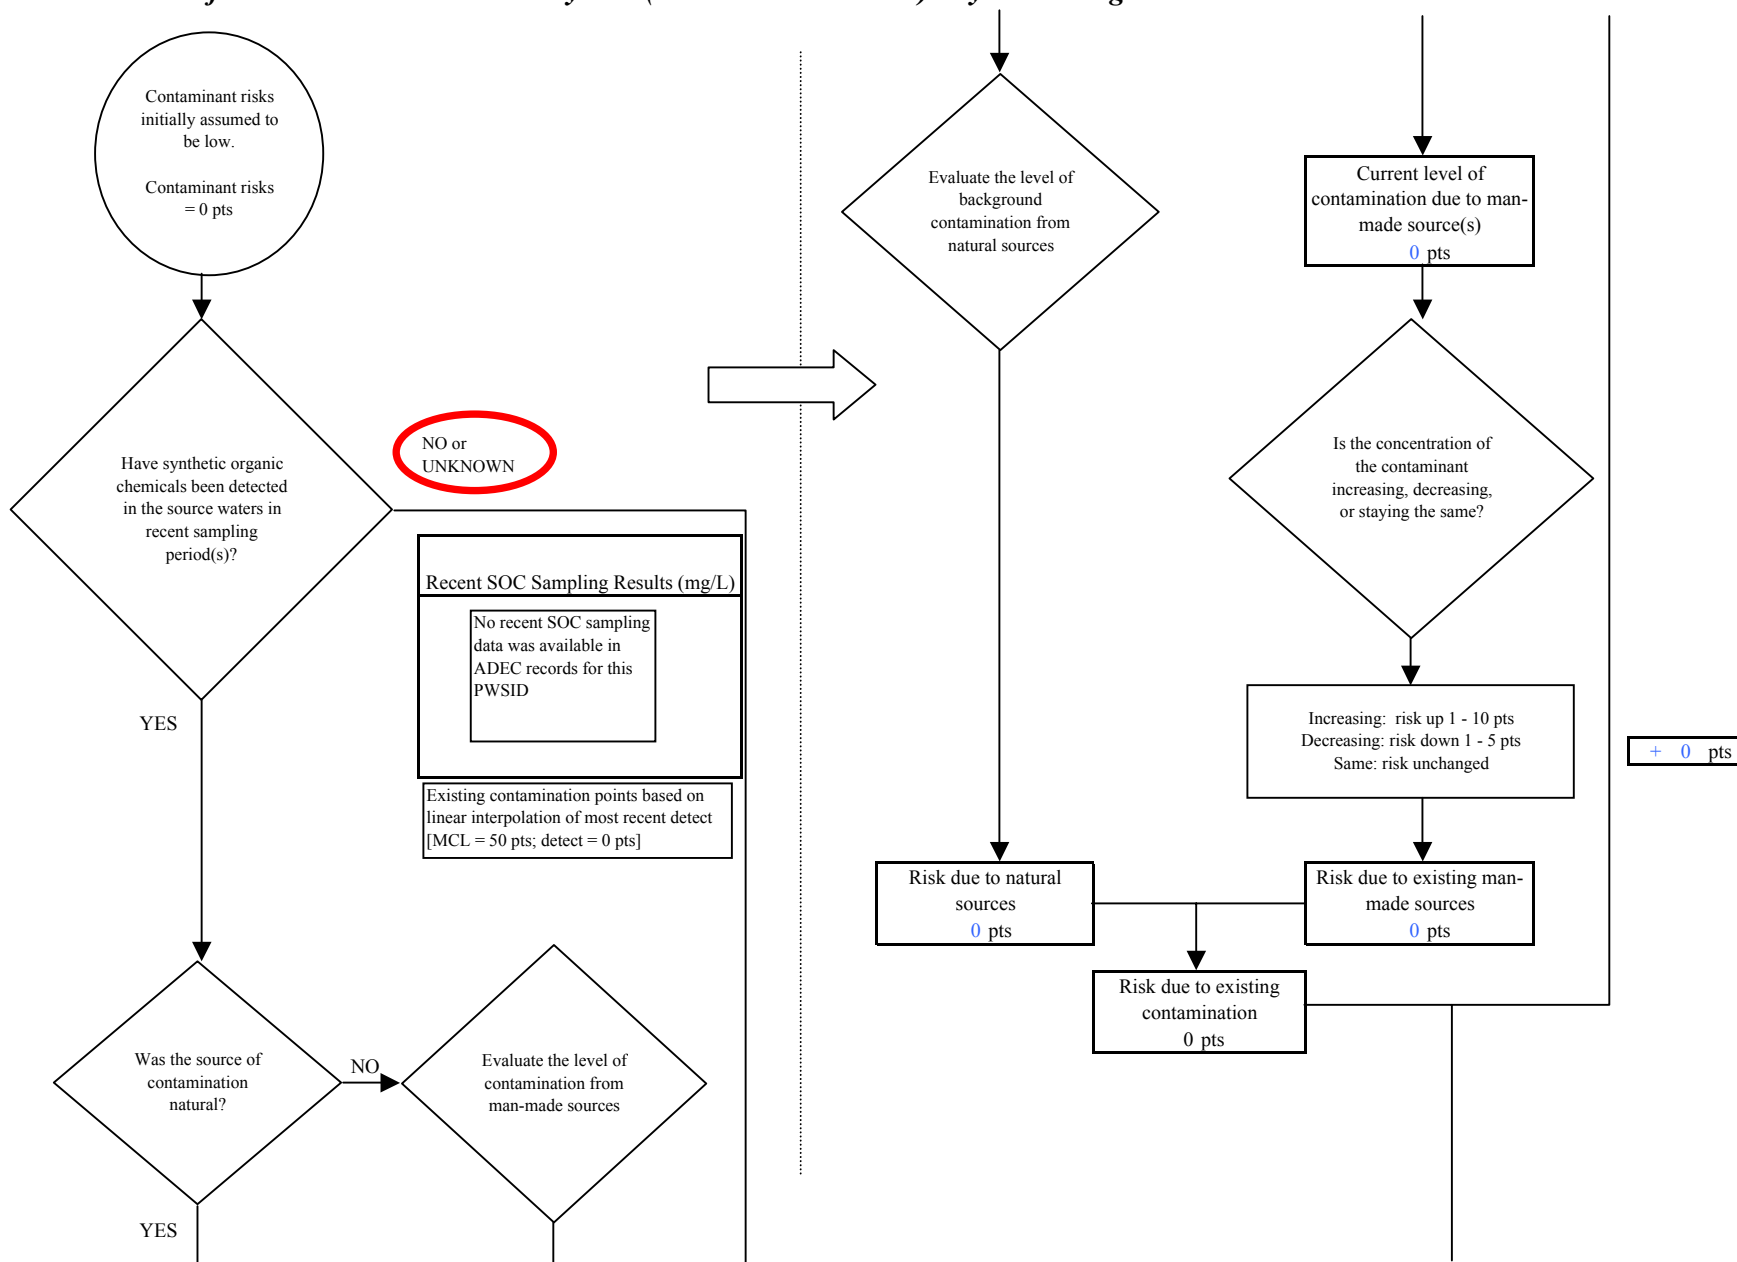 Contaminant risks
initially assumed to
be low.
Contaminant risks
= 0 pts
Have synthetic organic
chemicals been detected
in the source waters in
recent sampling
period(s)?
NO or
UNKNOWN
Recent SOC Sampling Results (mg/L)
No recent SOC sampling
data was available in
ADEC records for this
PWSID
Existing contamination points based on
linear interpolation of most recent detect
[MCL = 50 pts; detect = 0 pts]
YES
Was the source of
contamination
natural?
NO
Evaluate the level of
contamination from
man-made sources
YES
Evaluate the level of
background
contamination from
natural sources
Current level of
contamination due to man-
made source(s)
0 pts
Is the concentration of
the contaminant
increasing, decreasing,
or staying the same?
Increasing: risk up 1 - 10 pts
Decreasing: risk down 1 - 5 pts
Same: risk unchanged
+ 0 pts
Risk due to natural
sources
0 pts
Risk due to existing man-
made sources
0 pts
Risk due to existing
contamination
0 pts